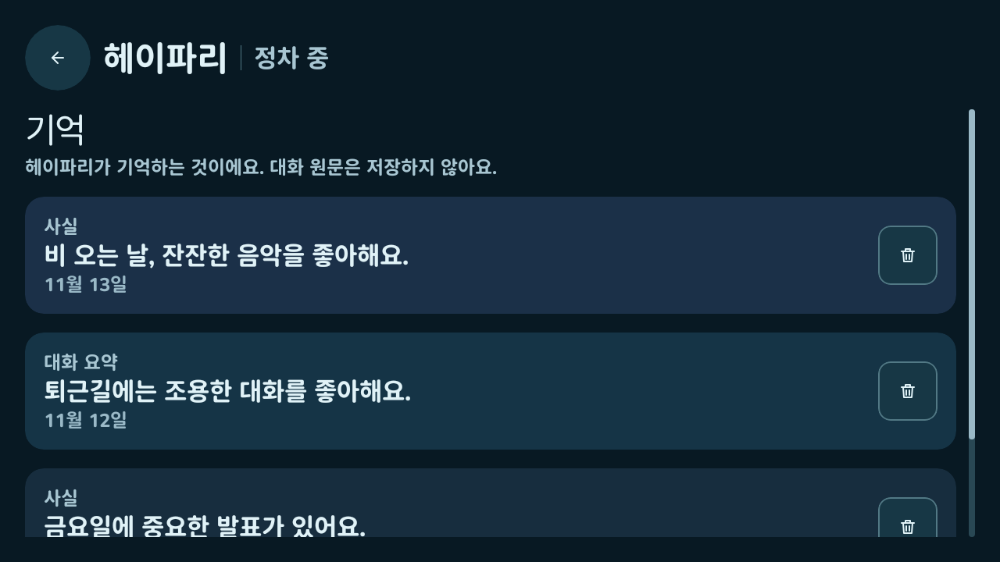 헤이파리
정차 중
기억
헤이파리가 기억하는 것이에요. 대화 원문은 저장하지 않아요.
사실
비 오는 날, 잔잔한 음악을 좋아해요.
11월 13일
대화 요약
퇴근길에는 조용한 대화를 좋아해요.
11월 12일
사실
금요일에 중요한 발표가 있어요.